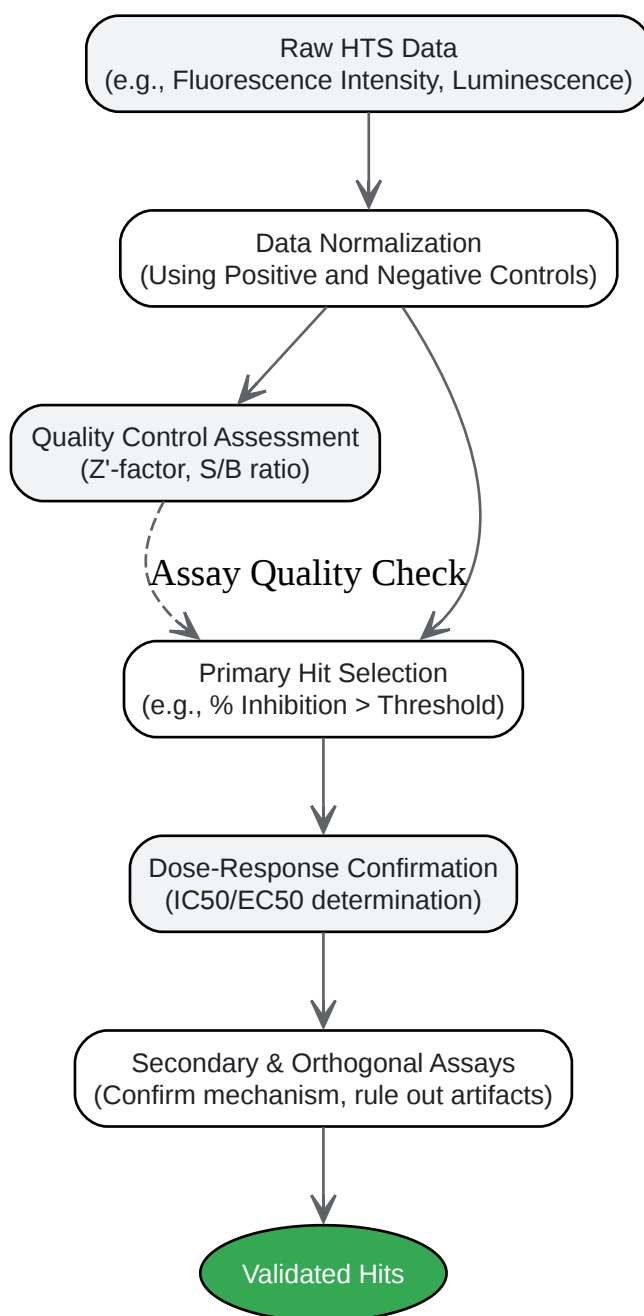 Raw HTS Data
(e.g., Fluorescence Intensity, Luminescence)
Data Normalization
(Using Positive and Negative Controls)
Quality Control Assessment
(Z'-factor, S/B ratio)
Assay Quality Check
Primary Hit Selection
(e.g., % Inhibition > Threshold)
Dose-Response Confirmation
(IC50/EC50 determination)
Secondary & Orthogonal Assays
(Confirm mechanism, rule out artifacts)
Validated Hits